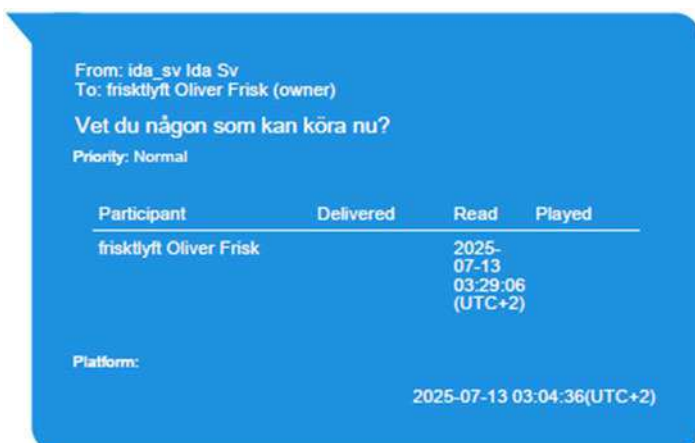 From: ida_sv Ida Sv
To: frisktlyft Oliver Frisk (owner)
Vet du någon som kan köra nu?
Priority: Normal
Participant Delivered Read Played
frisktlyft Oliver Frisk 2025-
07-13
03:29:06
(UTC+2)
Platform:
2025-07-13 03:04:36(UTC+2)